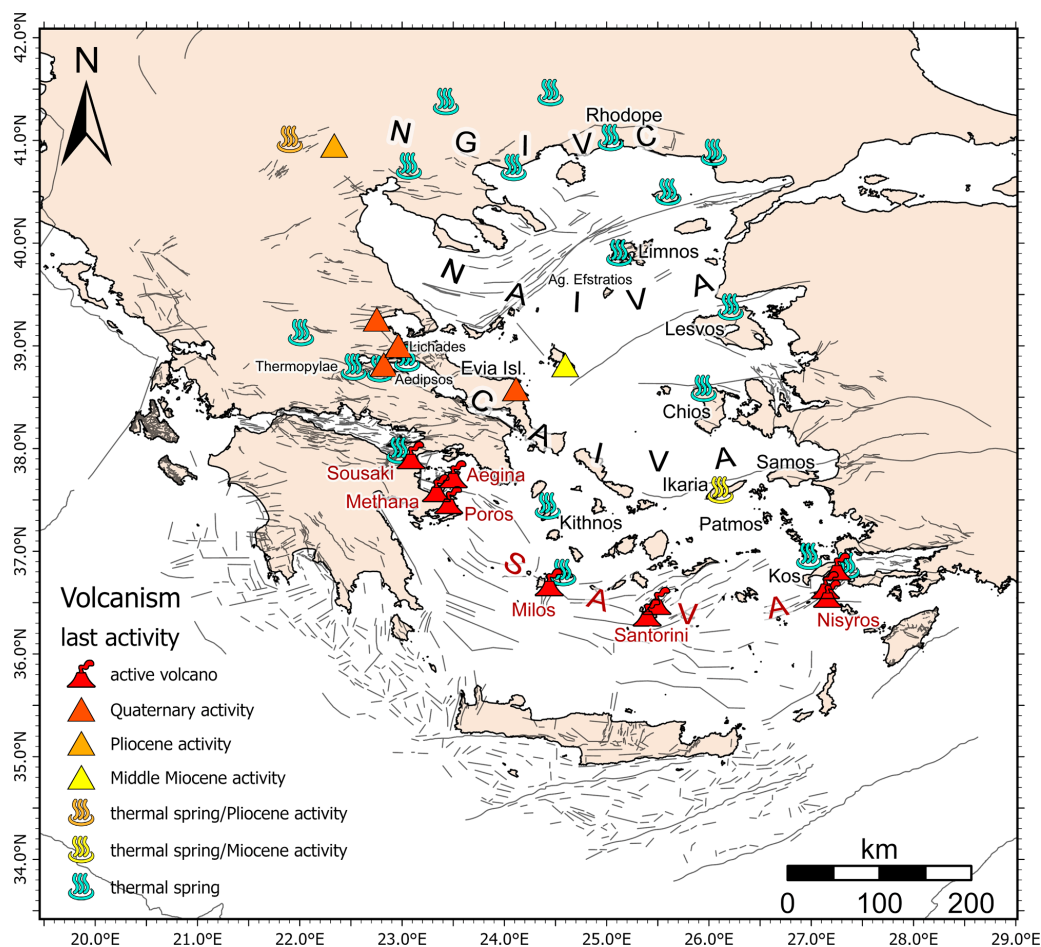 42.0°N
41.0°N
40.0°N
39.0°N
38.0°N
37.0°N
36.0°N
35.0°N
34.0°N
N
Rhodope
N G I V C
Limnos
Ag. Efstratios
N A I V A
Lesvos
Lichades
Thermopylae
Aedipsos
Evia Isl.
Chios
C A I V A
Samos
Sousaki
Aegina
Ikaria
Methana
Poros
Kithnos
Patmos
Kos
S A V A
Milos
Santorini
Nisyros
Volcanism
last activity
active volcano
Quaternary activity
Pliocene activity
Middle Miocene activity
thermal spring/Pliocene activity
thermal spring/Miocene activity
thermal spring
km
0 100 200
20.0°E 21.0°E 22.0°E 23.0°E 24.0°E 25.0°E 26.0°E 27.0°E 28.0°E 29.0°E